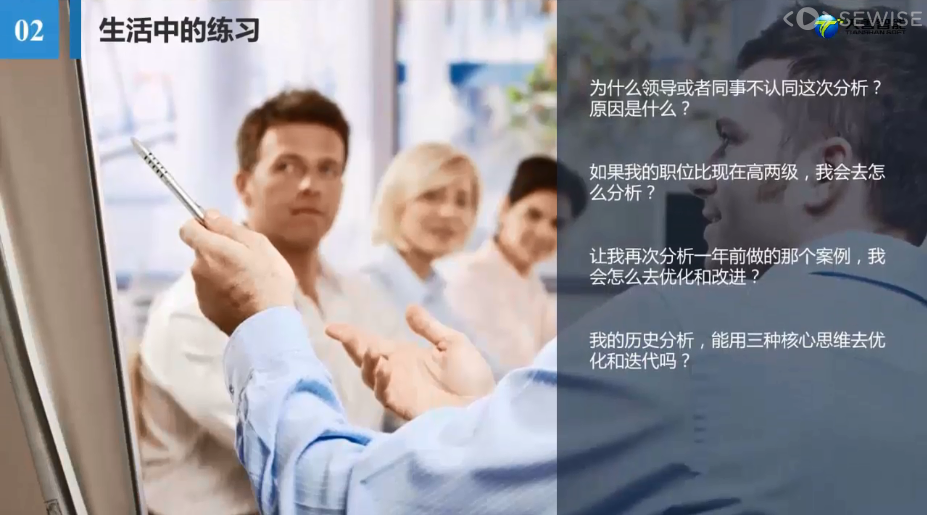 02
生活中的练习
SEWISE
为什么领导或者同事不认同这次分析？
原因是什么？
如果我的职位比现在高两级，我会去怎
么分析？
让我再次分析一年前做的那个案例，我
会怎么去优化和改进？
我的历史分析，能用三种核心思维去优
化和迭代吗？